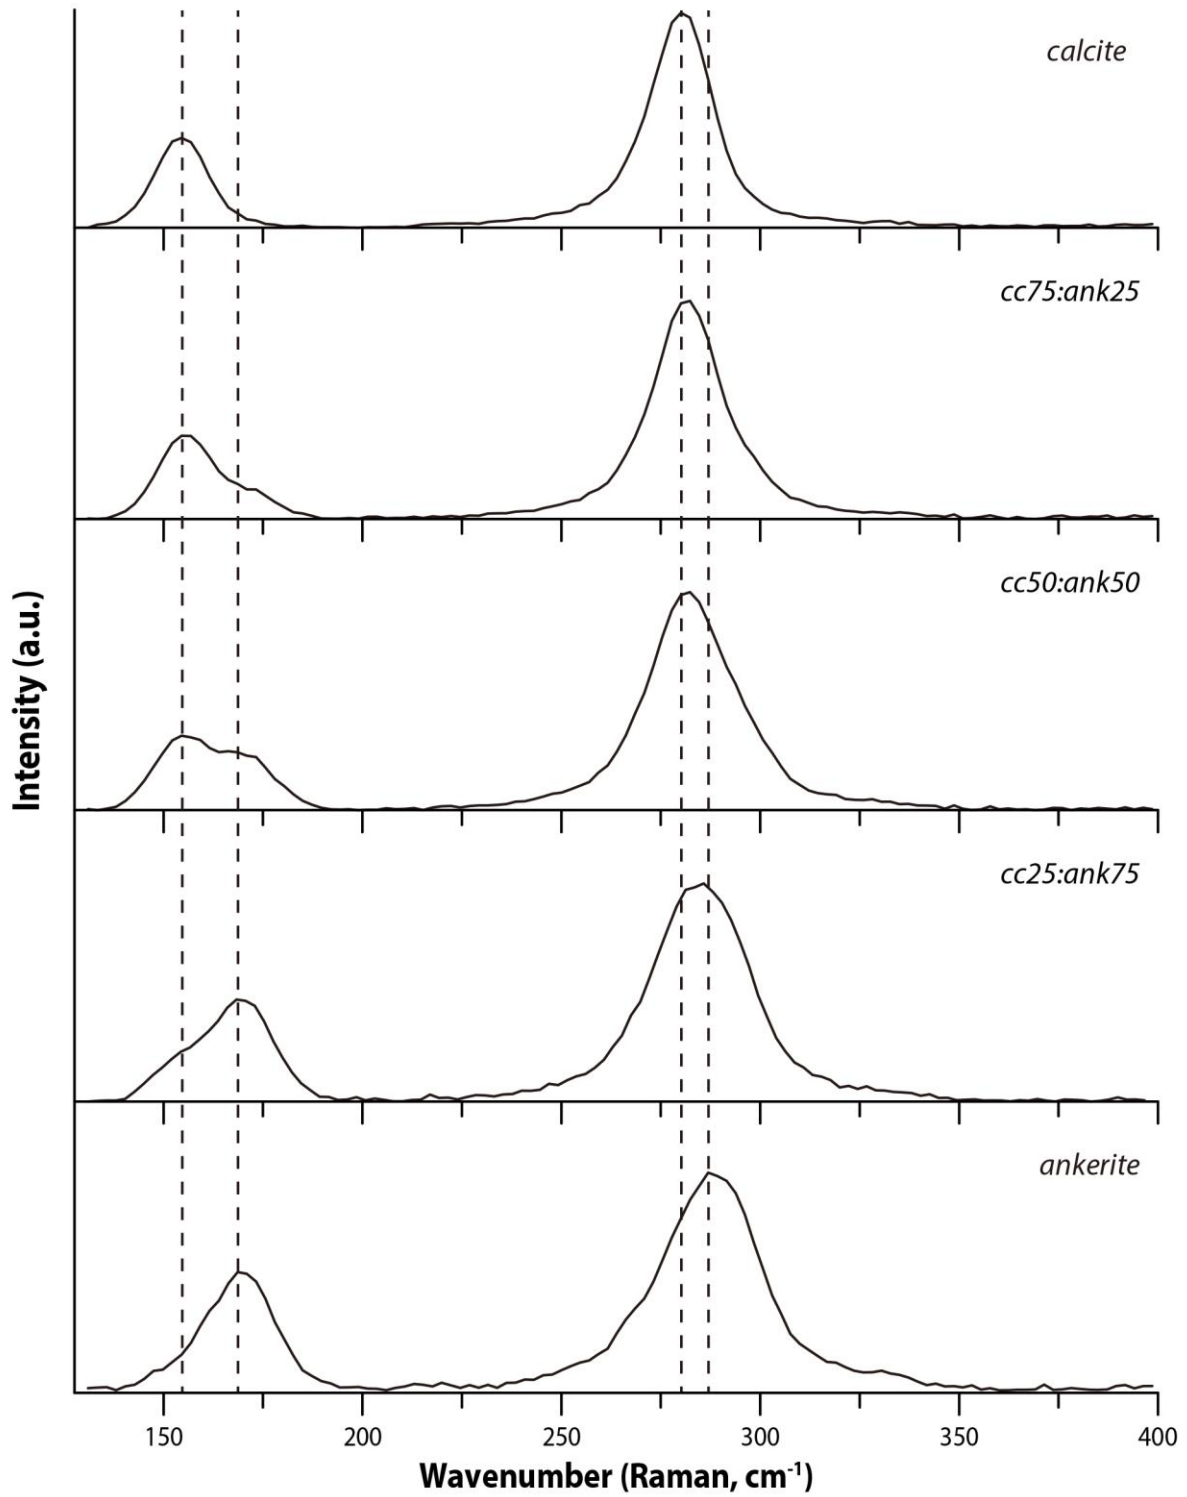 calcite
cc75:ank25
cc50:ank50
cc25:ank75
ankerite
Intensity (a.u.)
150 200 250 300 350 400
Wavenumber (Raman, cm⁻¹)